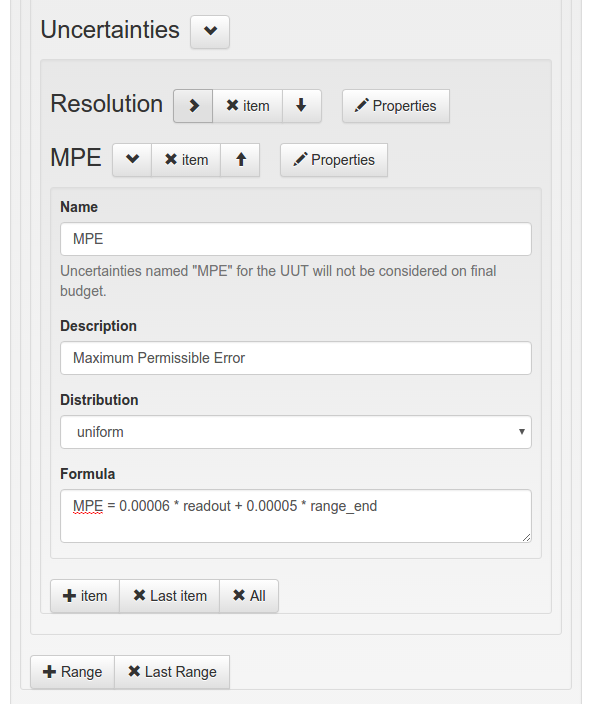 Uncertainties
Resolution item Properties
MPE item Properties
Name
MPE
Uncertainties named "MPE" for the UUT will not be considered on final
budget.
Description
Maximum Permissible Error
Distribution
uniform
Formula
MPE = 0.00006 * readout + 0.00005 * range_end
item Last item All
Range Last Range